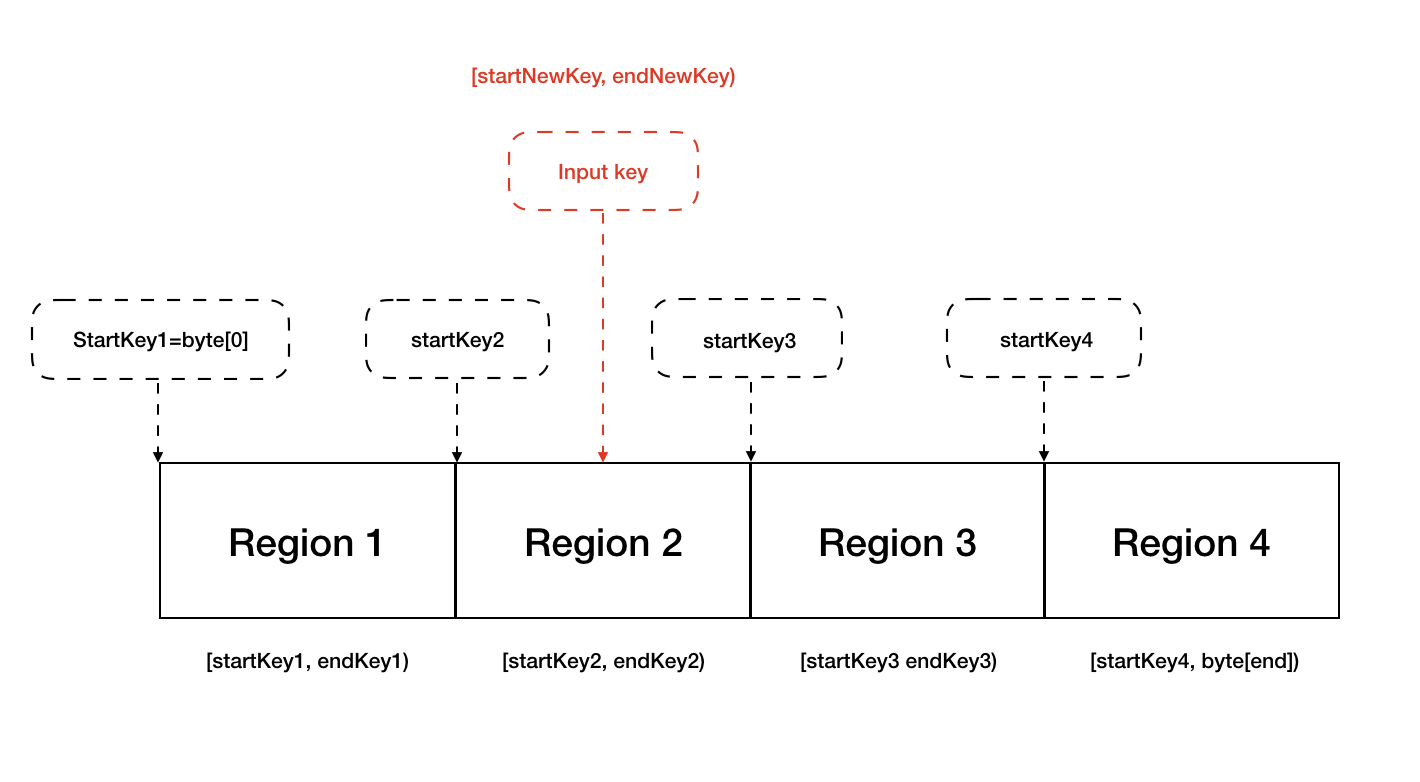 [startNewKey, endNewKey)
Input key
StartKey1=byte[0]
startKey2
startKey3
startKey4
Region 1
Region 2
Region 3
Region 4
[startKey1, endKey1)
[startKey2, endKey2)
[startKey3 endKey3)
[startKey4, byte[end])